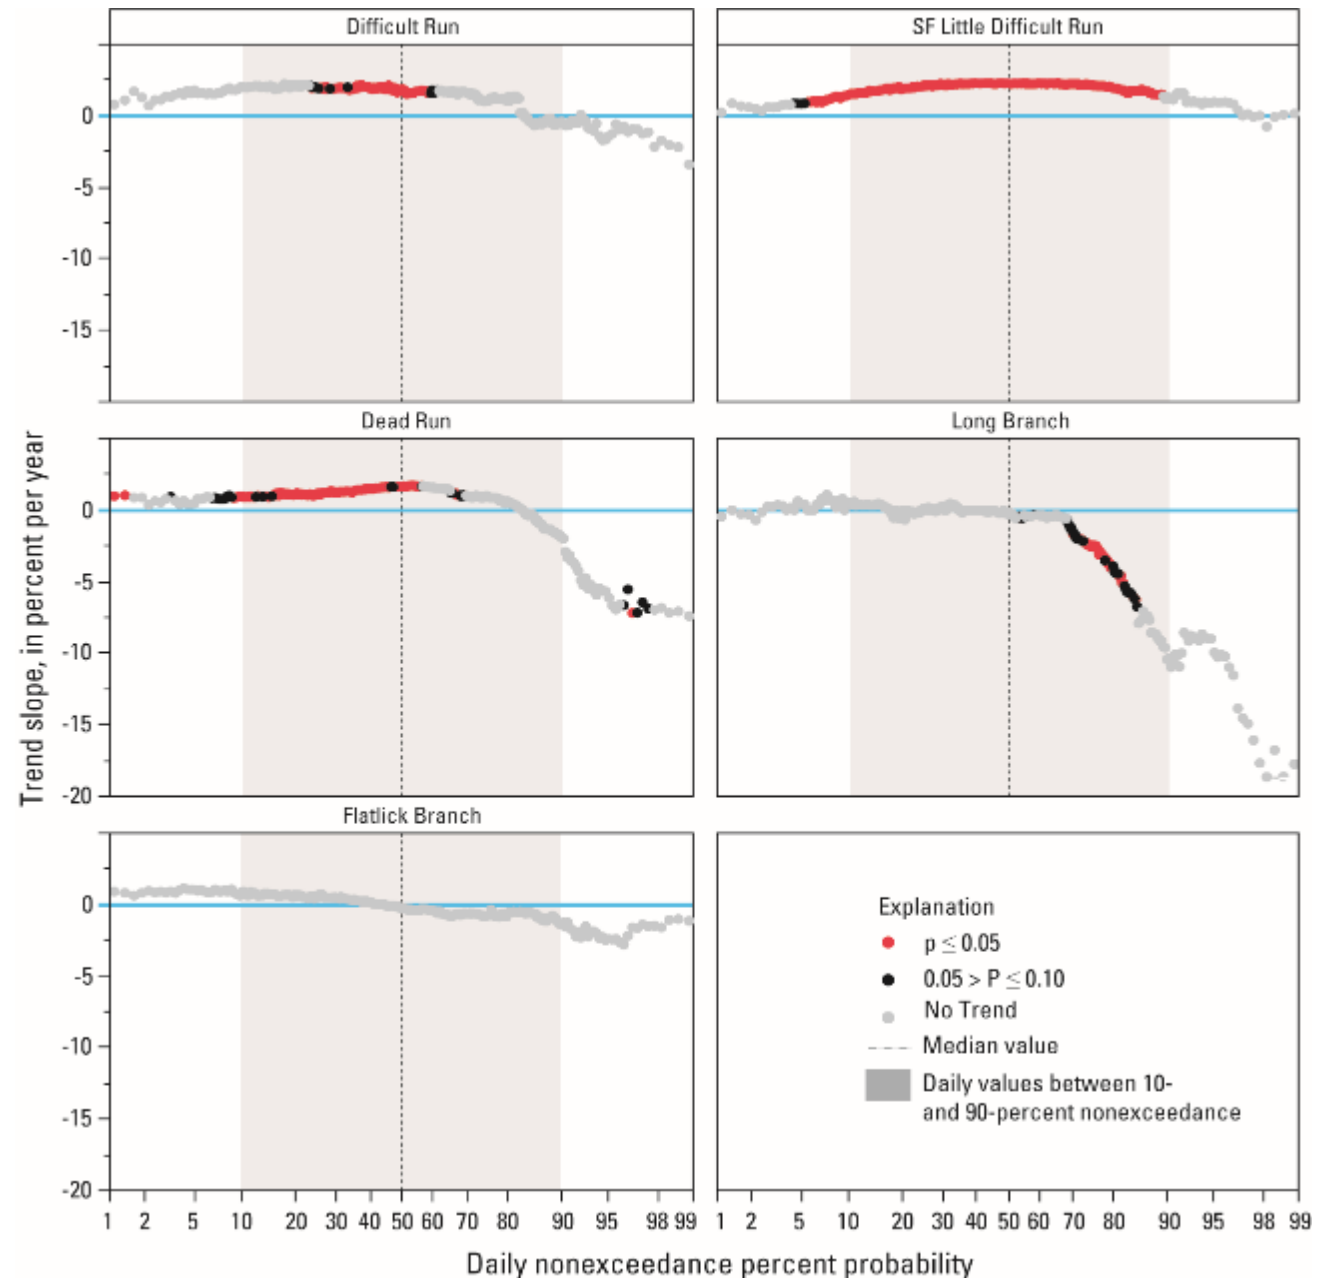 Difficult Run
SF Little Difficult Run
0
-5
-10
-15
0
Dead Run
Long Branch
Trend slope, in percent per year
0
-5
-10
-15
-20
0
Flatlick Branch
0
-5
-10
-15
-20
Explanation
p ≤ 0.05
0.05 > P ≤ 0.10
No Trend
Median value
Daily values between 10-
and 90-percent nonexceedance
1 2 5 10 20 30 40 50 60 70 80 90 95 98 99
1 2 5 10 20 30 40 50 60 70 80 90 95 98 99
Daily nonexceedance percent probability